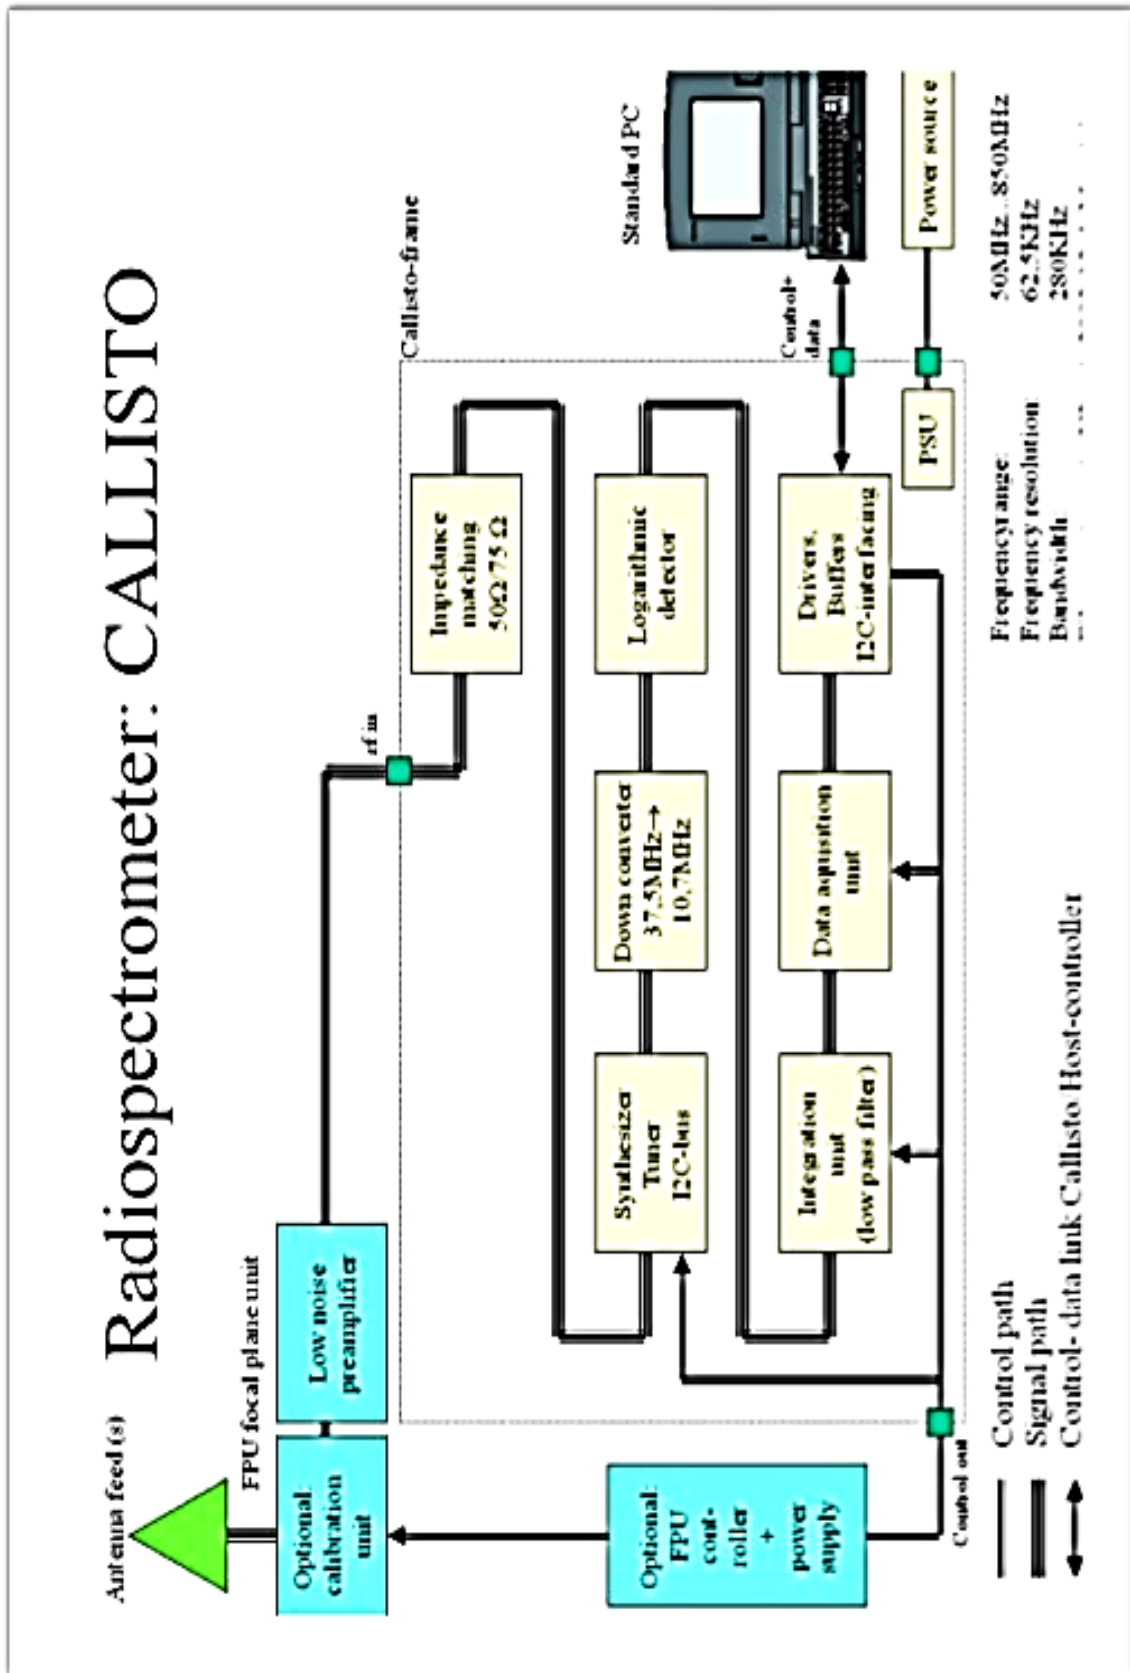 Radiospectrometer: CALLISTO
Antenna feed (s)
FPU focal plane unit
Optional:
calibration
unit
Low noise
preamplifier
rf in
Callisto-frame
Impedance
matching
50Ω/75 Ω
Synthesizer
Tuner
I2C-bus
Down converter
37.5MHz→
10,7MHz
Logarithmic
detector
Standard PC
Optional:
FPU
cont-
roller
+
power
supply
Integration
unit
(low pass filter)
Data aquisition
unit
Drivers,
Buffers
I2C-interfacing
Control+
data
PSU
Power source
Control out
Control path
Signal path
Control- data link Callisto/Host-controller
Frequency range: 50MHz...850MHz
Frequency resolution: 62.5KHz
Bandwidth: 280KHz